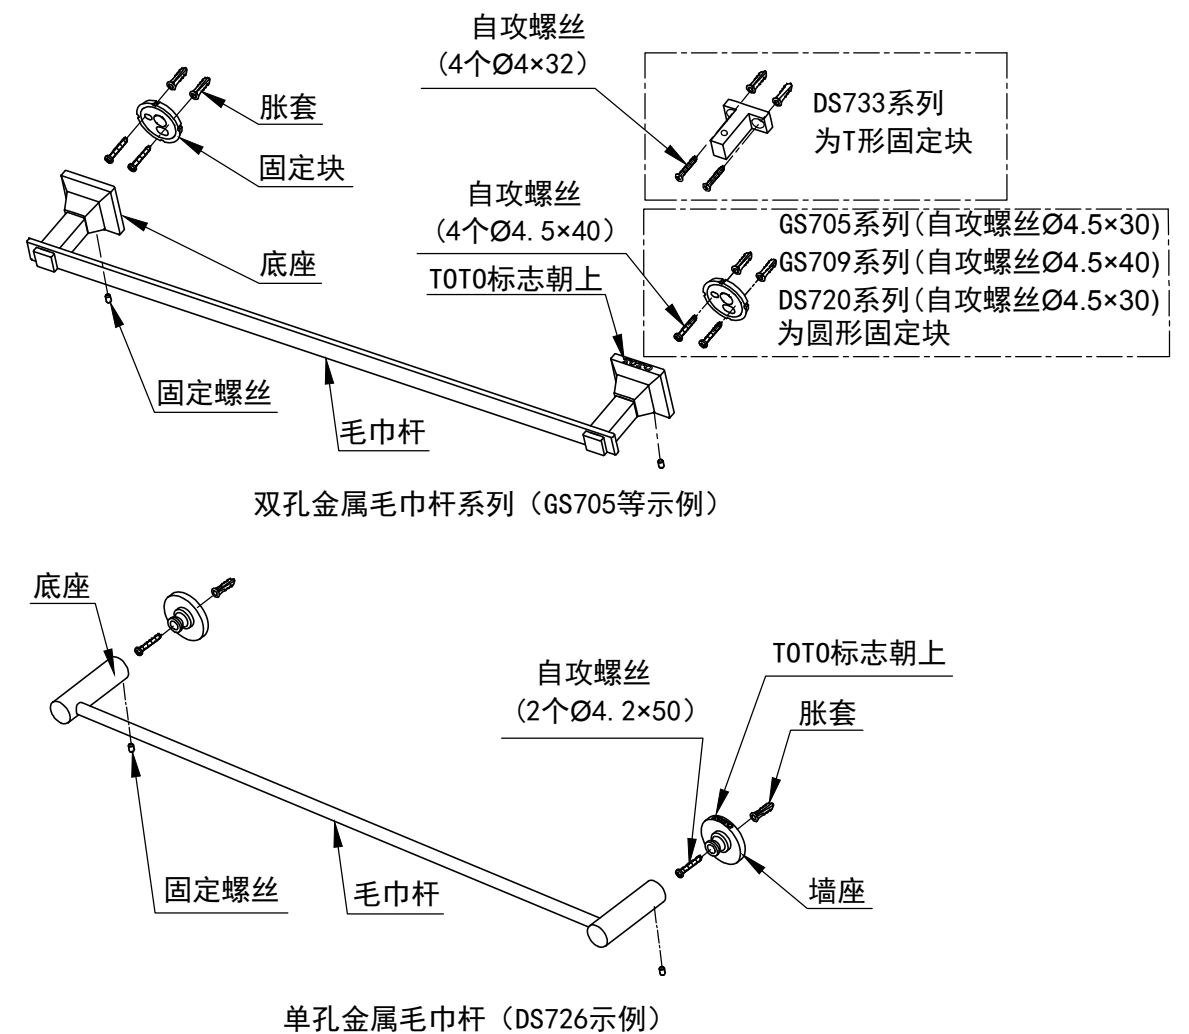 自攻螺丝
（4个Ø4×32）
胀套
固定块
DS733系列
为T形固定块
自攻螺丝
（4个Ø4.5×40）
底座
TOTO标志朝上
GS705系列(自攻螺丝Ø4.5×30)
GS709系列(自攻螺丝Ø4.5×40)
DS720系列(自攻螺丝Ø4.5×30)
为圆形固定块
固定螺丝
毛巾杆
双孔金属毛巾杆系列（GS705等示例）
底座
TOTO标志朝上
自攻螺丝
（2个Ø4.2×50）
胀套
固定螺丝
毛巾杆
墙座
单孔金属毛巾杆（DS726示例）